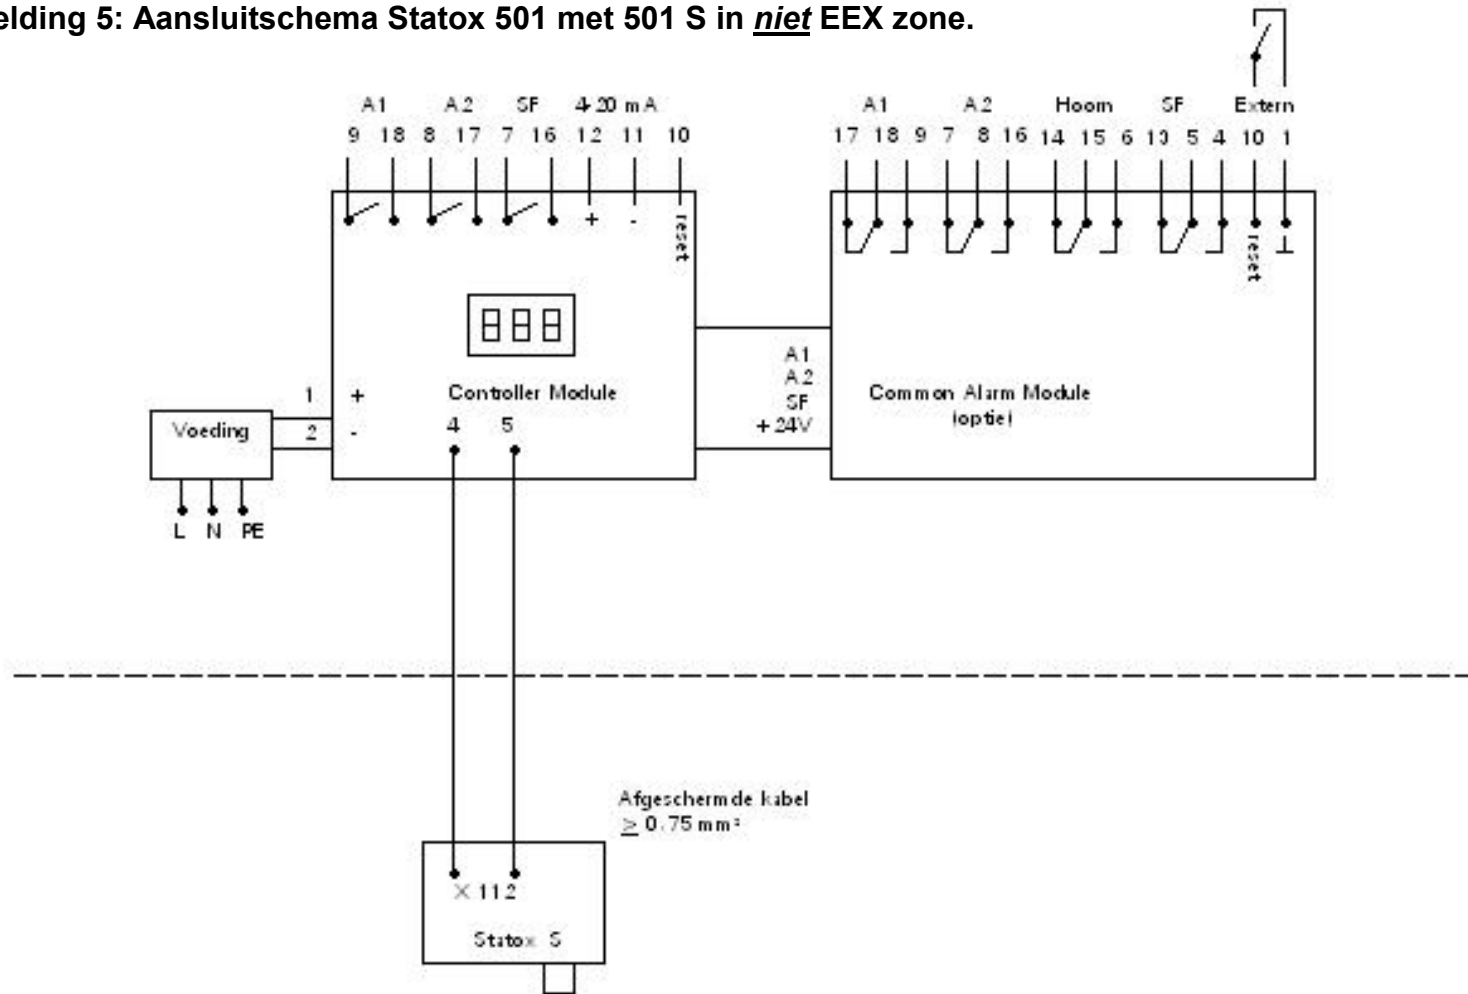 elding 5: Aansluitschema Statox 501 met 501 S in niet EEX zone.
A1 A2 SF 4-20 mA
9 18 8 17 7 16 12 11 10
+ - reset
A1 A2 Hoorn SF Extern
17 18 9 7 8 16 14 15 6 13 5 4 10 1
reset
1 +
2 -
Voeding
L N PE
Controller Module
4 5
A1
A2
SF
+24V
Common Alarm Module
(optie)
Afgeschermde kabel
≥ 0.75 mm²
X 11.2
Statox S